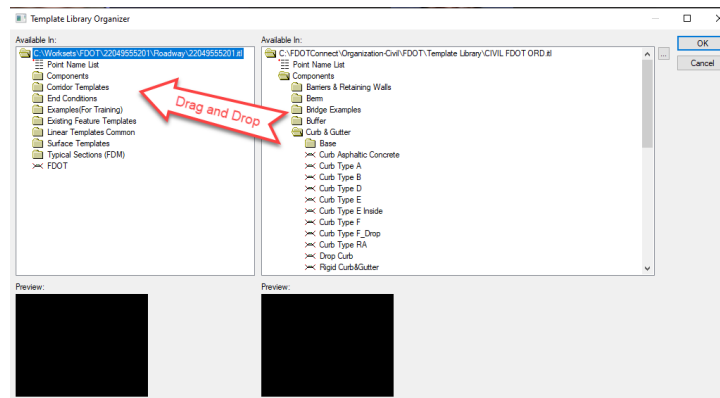 Template Library Organizer
Available In:
C:\Worksets\FDOT\22049555201\Roadway\22049555201.itl
Point Name List
Components
Corridor Templates
End Conditions
Examples(For Training)
Existing Feature Templates
Linear Templates Common
Surface Templates
Typical Sections (FDM)
FDOT
Drag and Drop
Available In:
C:\FDOTConnect\Organization-Civil\FDOT\Template Library\CIVIL FDOT ORD.itl
Point Name List
Components
Barriers & Retaining Walls
Berm
Bridge Examples
Buffer
Curb & Gutter
Base
Curb Asphaltic Concrete
Curb Type A
Curb Type B
Curb Type D
Curb Type E
Curb Type E Inside
Curb Type F
Curb Type F_Drop
Curb Type RA
Drop Curb
Rigid Curb&Gutter
...
OK
Cancel
Preview:
Preview: